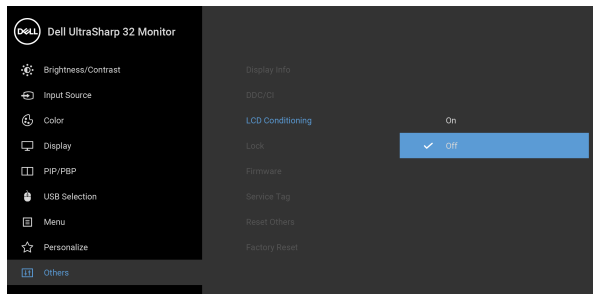 DELL Dell UltraSharp 32 Monitor
Brightness/Contrast
Input Source
Color
Display
PIP/PBP
USB Selection
Menu
Personalize
Others
Display Info
DDC/CI
LCD Conditioning
Lock
Firmware
Service Tag
Reset Others
Factory Reset
On
Off